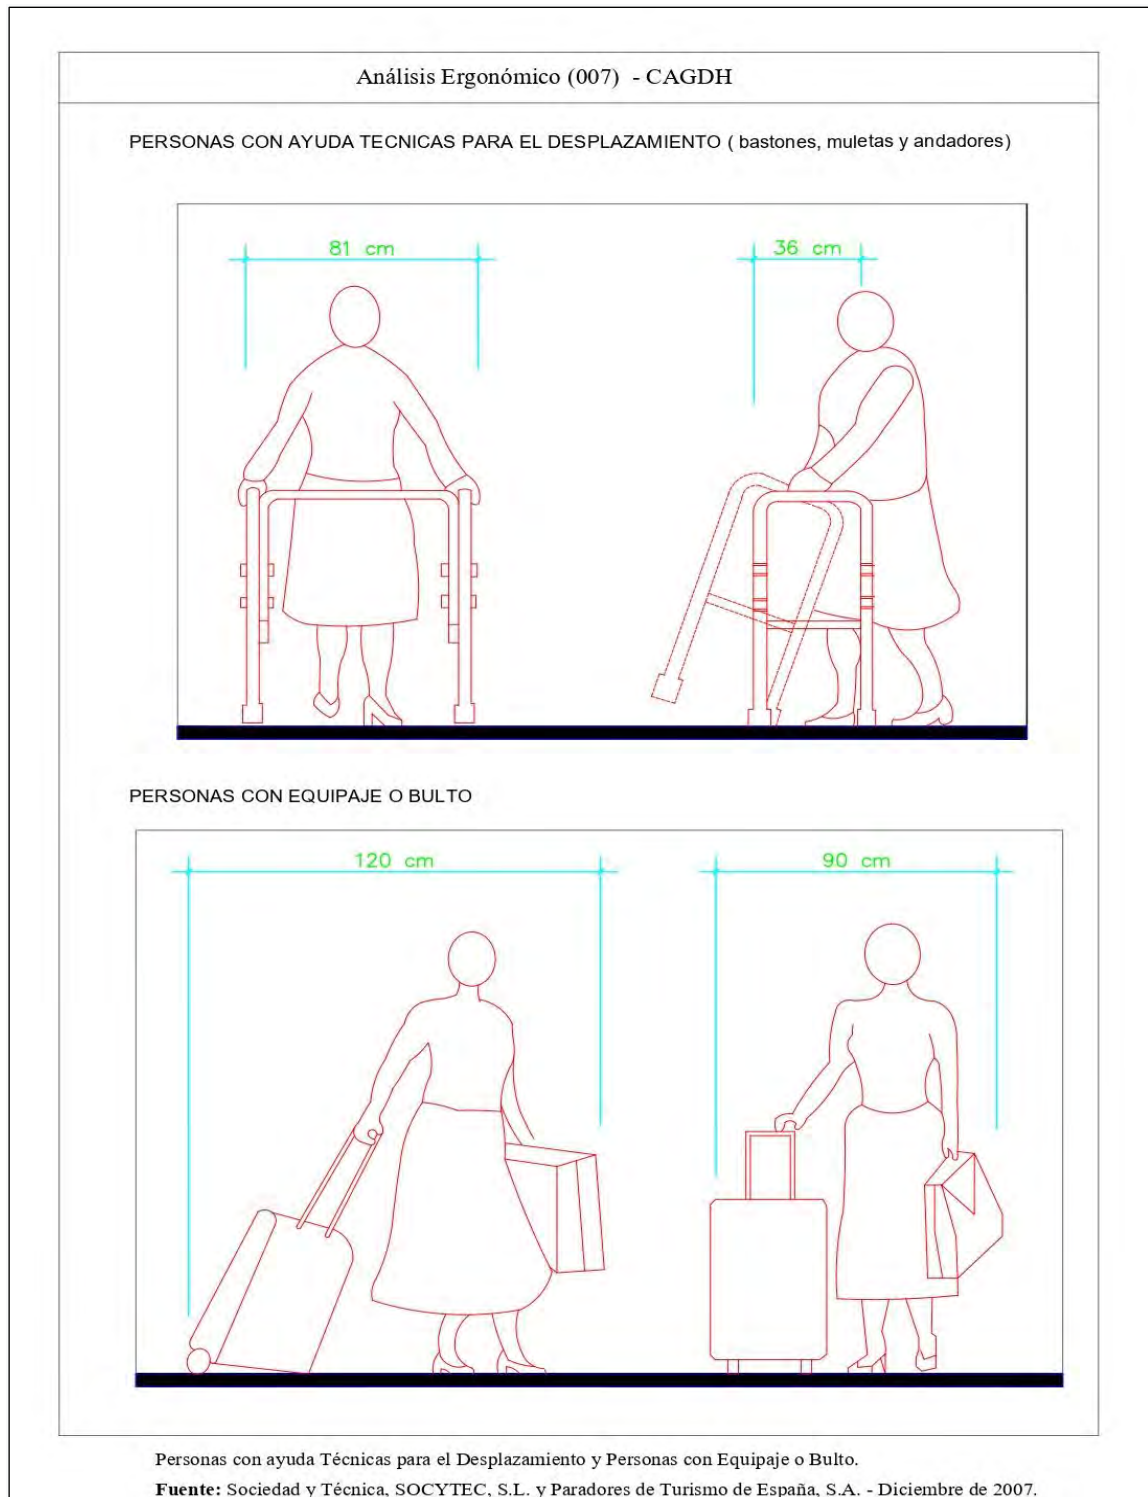 Análisis Ergonómico (007) - CAGDH
PERSONAS CON AYUDA TECNICAS PARA EL DESPLAZAMIENTO ( bastones, muletas y andadores)
81 cm
36 cm
PERSONAS CON EQUIPAJE O BULTO
120 cm
90 cm
Personas con ayuda Técnicas para el Desplazamiento y Personas con Equipaje o Bulto.
Fuente: Sociedad y Técnica, SOCYTEC, S.L. y Paradores de Turismo de España, S.A. - Diciembre de 2007.